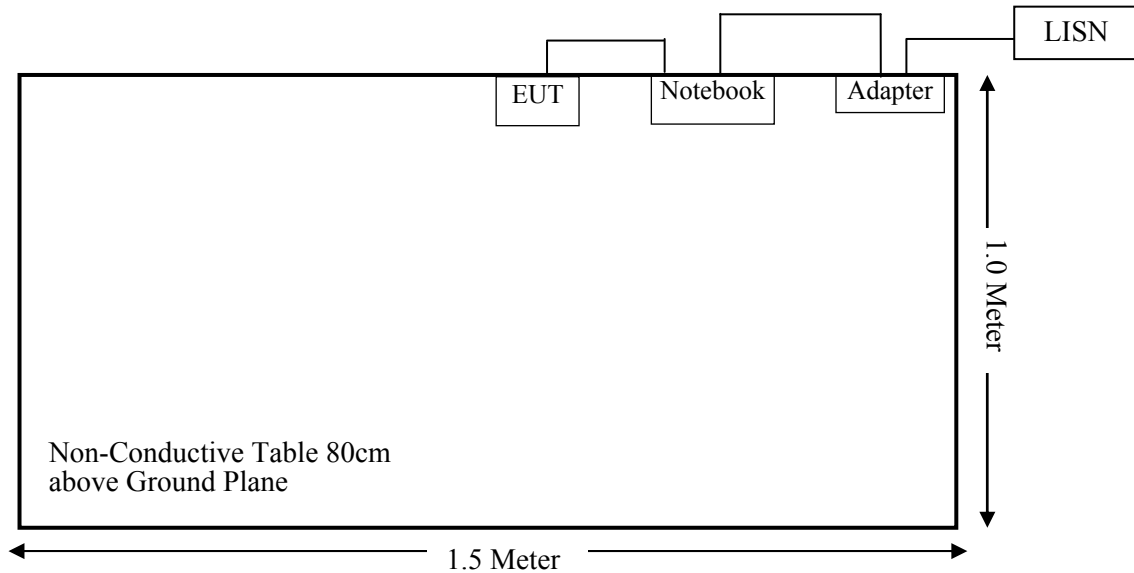 LISN
EUT
Notebook
Adapter
1.0 Meter
Non-Conductive Table 80cm
above Ground Plane
1.5 Meter